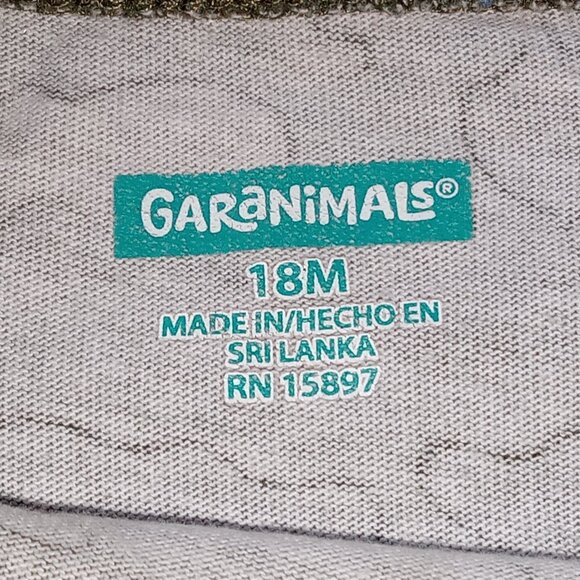 GARaNiMALS®
18M
MADE IN/HECHO EN
SRI LANKA
RN 15897